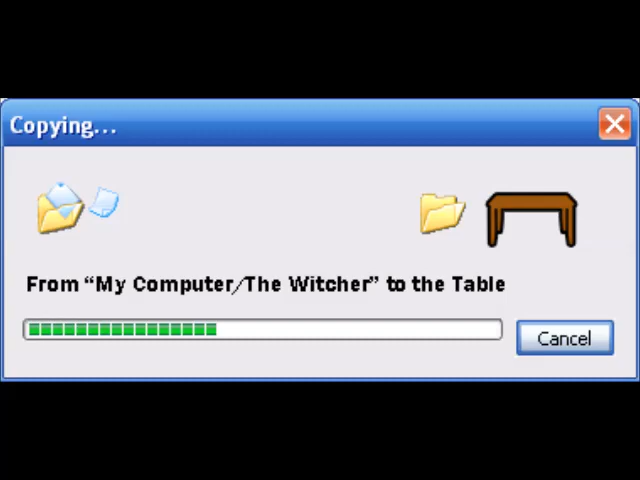 Copying...
From “My Computer/The Witcher” to the Table
Cancel